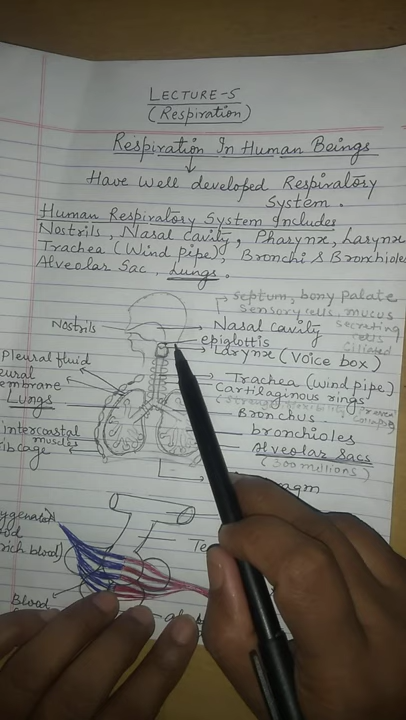 LECTURE-5
(Respiration)
Respiration In Human Beings
Have well developed Respiratory
System.
Human Respiratory System Includes
Nostrils, Nasal cavity, Pharynx, Larynx
Trachea (Wind pipe), Bronchi & Bronchioles
Alveolar Sac, Lungs.
septum, bony palate
sensory cells, mucus
secreting
cells
ciliated
Nostrils
Nasal cavity
epiglottis
Larynx (Voice box)
Pleural fluid
Trachea (wind pipe)
Cartilaginous rings
Lungs
Bronchus
bronchioles
intercoastal
muscles
Alveolar Sacs
(300 millions)
Blood